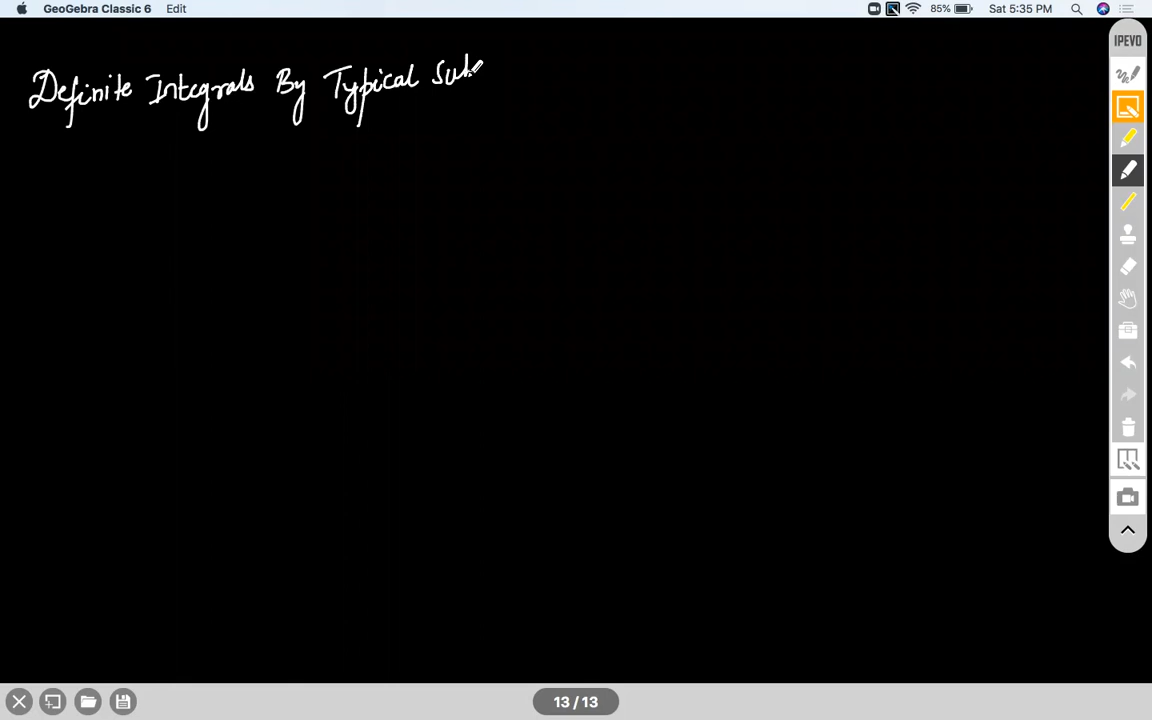 GeoGebra Classic 6 Edit 85% Sat 5:35 PM
IPEVO
Definite Integrals By Typical Sub
13 / 13